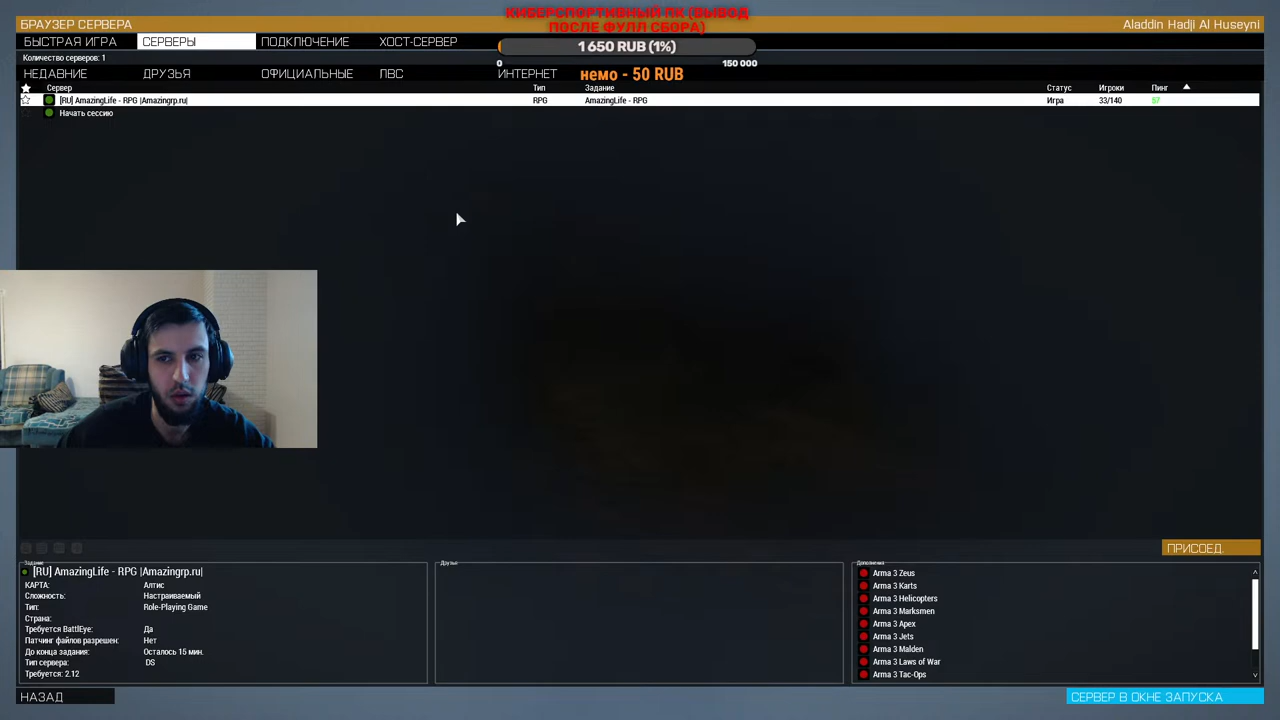 КИБЕРСПОРТИВНЫЙ ПК (ВЫВОД
ПОСЛЕ ФУЛЛ СБОРА)
БРАУЗЕР СЕРВЕРА
Aladdin Hadji Al Huseyni
БЫСТРАЯ ИГРА СЕРВЕРЫ ПОДКЛЮЧЕНИЕ ХОСТ-СЕРВЕР
1 650 RUB (1%)
Количество серверов: 1
0 150 000
НЕДАВНИЕ ДРУЗЬЯ ОФИЦИАЛЬНЫЕ ЛВС ИНТЕРНЕТ
немо - 50 RUB
Сервер Тип Задание Статус Игроки Пинг
[RU] AmazingLife - RPG |Amazingrp.ru| RPG AmazingLife - RPG Игра 33/140 57
Начать сессию
ПРИСОЕД.
Задание
[RU] AmazingLife - RPG |Amazingrp.ru|
КАРТА: Алтис
Сложность: Настраиваемый
Тип: Role-Playing Game
Страна:
Требуется BattlEye: Да
Патчинг файлов разрешен: Нет
До конца задания: Осталось 15 мин.
Тип сервера: DS
Требуется: 2.12
Друзья
Дополнения
Arma 3 Zeus
Arma 3 Karts
Arma 3 Helicopters
Arma 3 Marksmen
Arma 3 Apex
Arma 3 Jets
Arma 3 Malden
Arma 3 Laws of War
Arma 3 Tac-Ops
НАЗАД
СЕРВЕР В ОКНЕ ЗАПУСКА